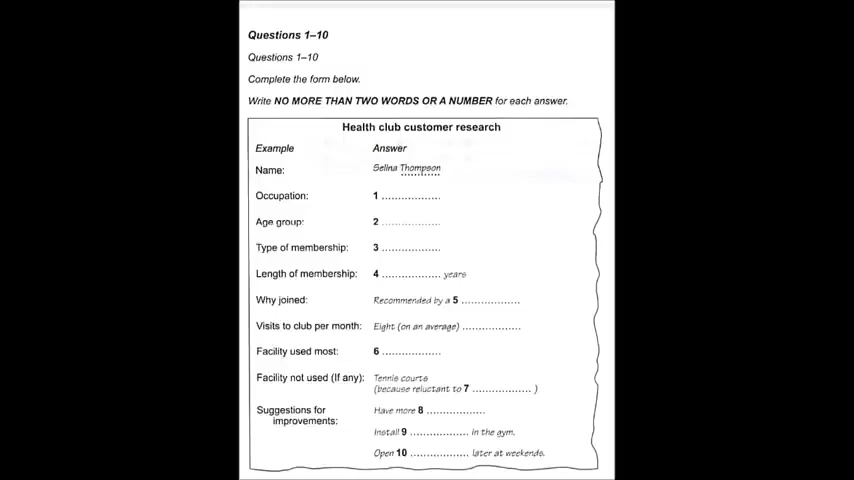 Questions 1–10
Questions 1–10
Complete the form below.
Write NO MORE THAN TWO WORDS OR A NUMBER for each answer.
Health club customer research
Example Answer
Name: Selina Thompson
Occupation: 1 ..................
Age group: 2 ..................
Type of membership: 3 ..................
Length of membership: 4 .................. years
Why joined: Recommended by a 5 ..................
Visits to club per month: Eight (on an average) ..................
Facility used most: 6 ..................
Facility not used (If any): Tennis courts
(because reluctant to 7 .................. )
Suggestions for Have more 8 ..................
improvements:
Install 9 .................. in the gym.
Open 10 .................. later at weekends.